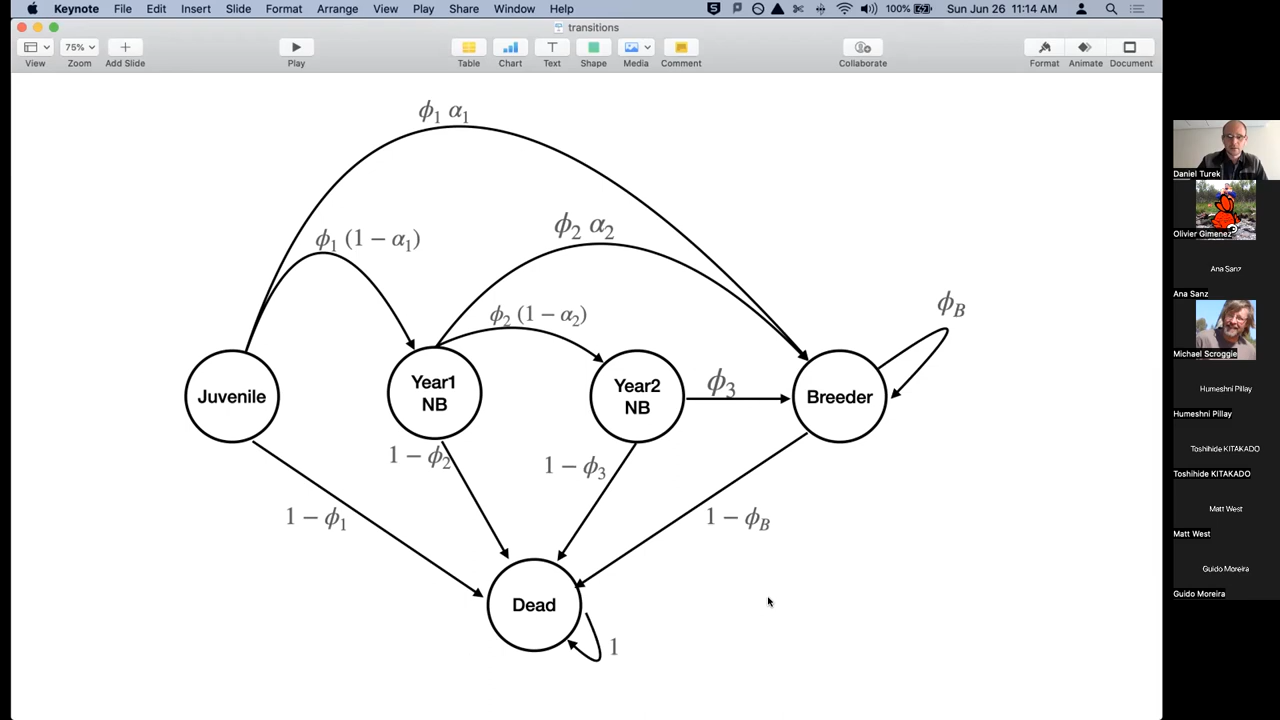 Keynote File Edit Insert Slide Format Arrange View Play Share Window Help 100% Sun Jun 26 11:14 AM
transitions
75%
View Zoom Add Slide Play Table Chart Text Shape Media Comment Collaborate Format Animate Document
ϕ₁ α₁
ϕ₁ (1 − α₁)
ϕ₂ α₂
ϕ₂ (1 − α₂)
ϕ_B
Juvenile
Year1
NB
Year2
NB
ϕ₃
Breeder
1 − ϕ₁
1 − ϕ₂
1 − ϕ₃
1 − ϕ_B
Dead
1
Daniel Turek
Olivier Gimenez
Ana Sanz
Ana Sanz
Michael Scroggie
Humeshni Pillay
Humeshni Pillay
Toshihide KITAKADO
Toshihide KITAKADO
Matt West
Matt West
Guido Moreira
Guido Moreira